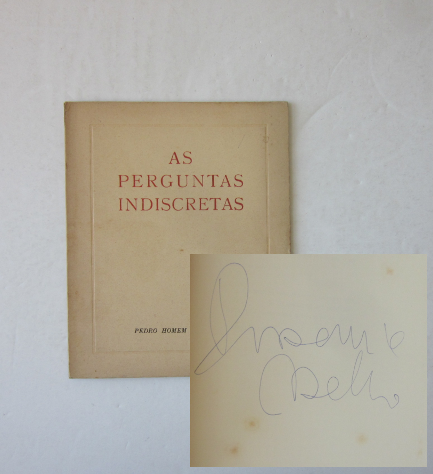 AS
PERGUNTAS
INDISCRETAS
PEDRO HOMEM